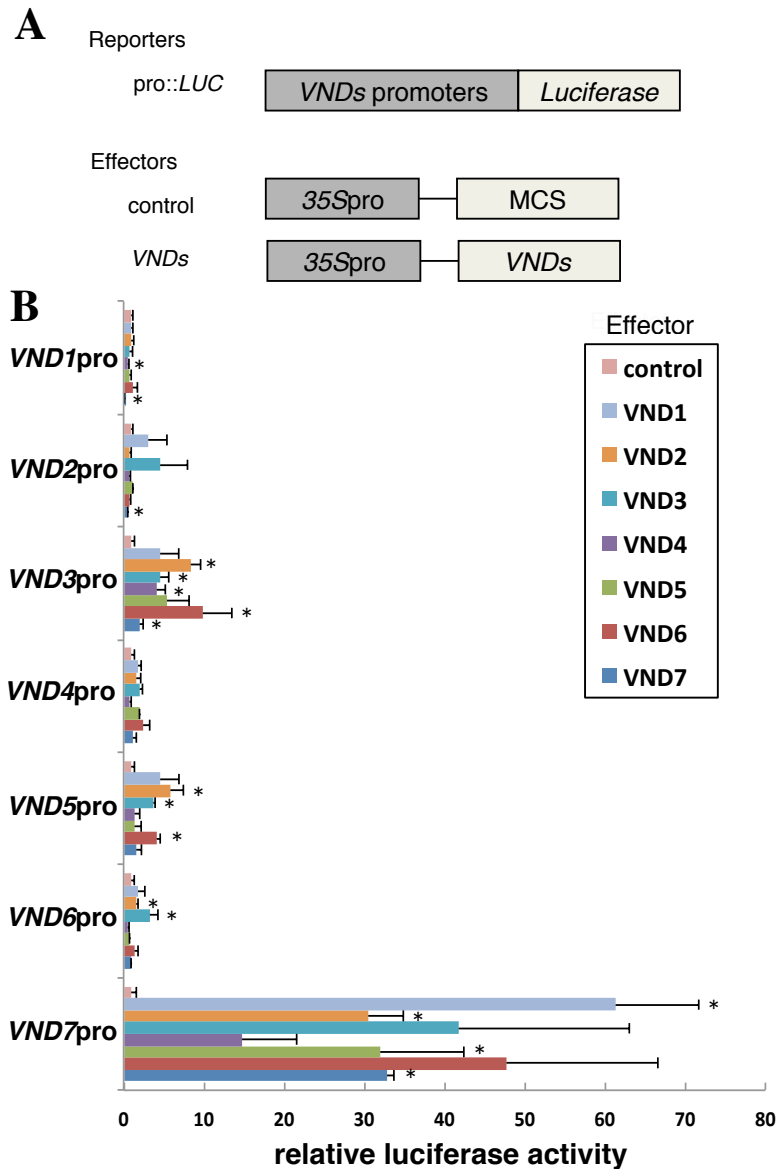 A
Reporters
pro::LUC
VNDs promoters
Luciferase
Effectors
control
35Spro
MCS
VNDs
35Spro
VNDs
B
Effector
control
VND1
VND2
VND3
VND4
VND5
VND6
VND7
VND1pro
*
*
VND2pro
*
VND3pro
*
*
*
*
*
VND4pro
VND5pro
*
*
*
VND6pro
*
*
VND7pro
*
*
*
*
0 10 20 30 40 50 60 70 80
relative luciferase activity